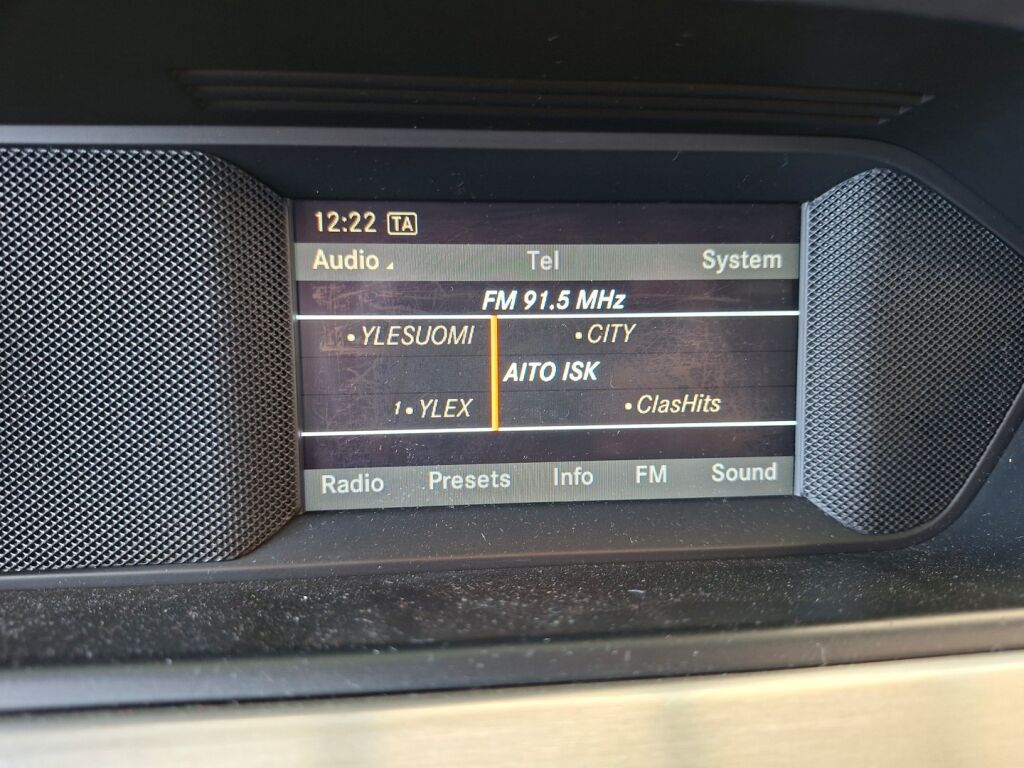 12:22 TA
Audio Tel System
FM 91.5 MHz
•YLESUOMI •CITY
AITO ISK
1•YLEX •ClasHits
Radio Presets Info FM Sound